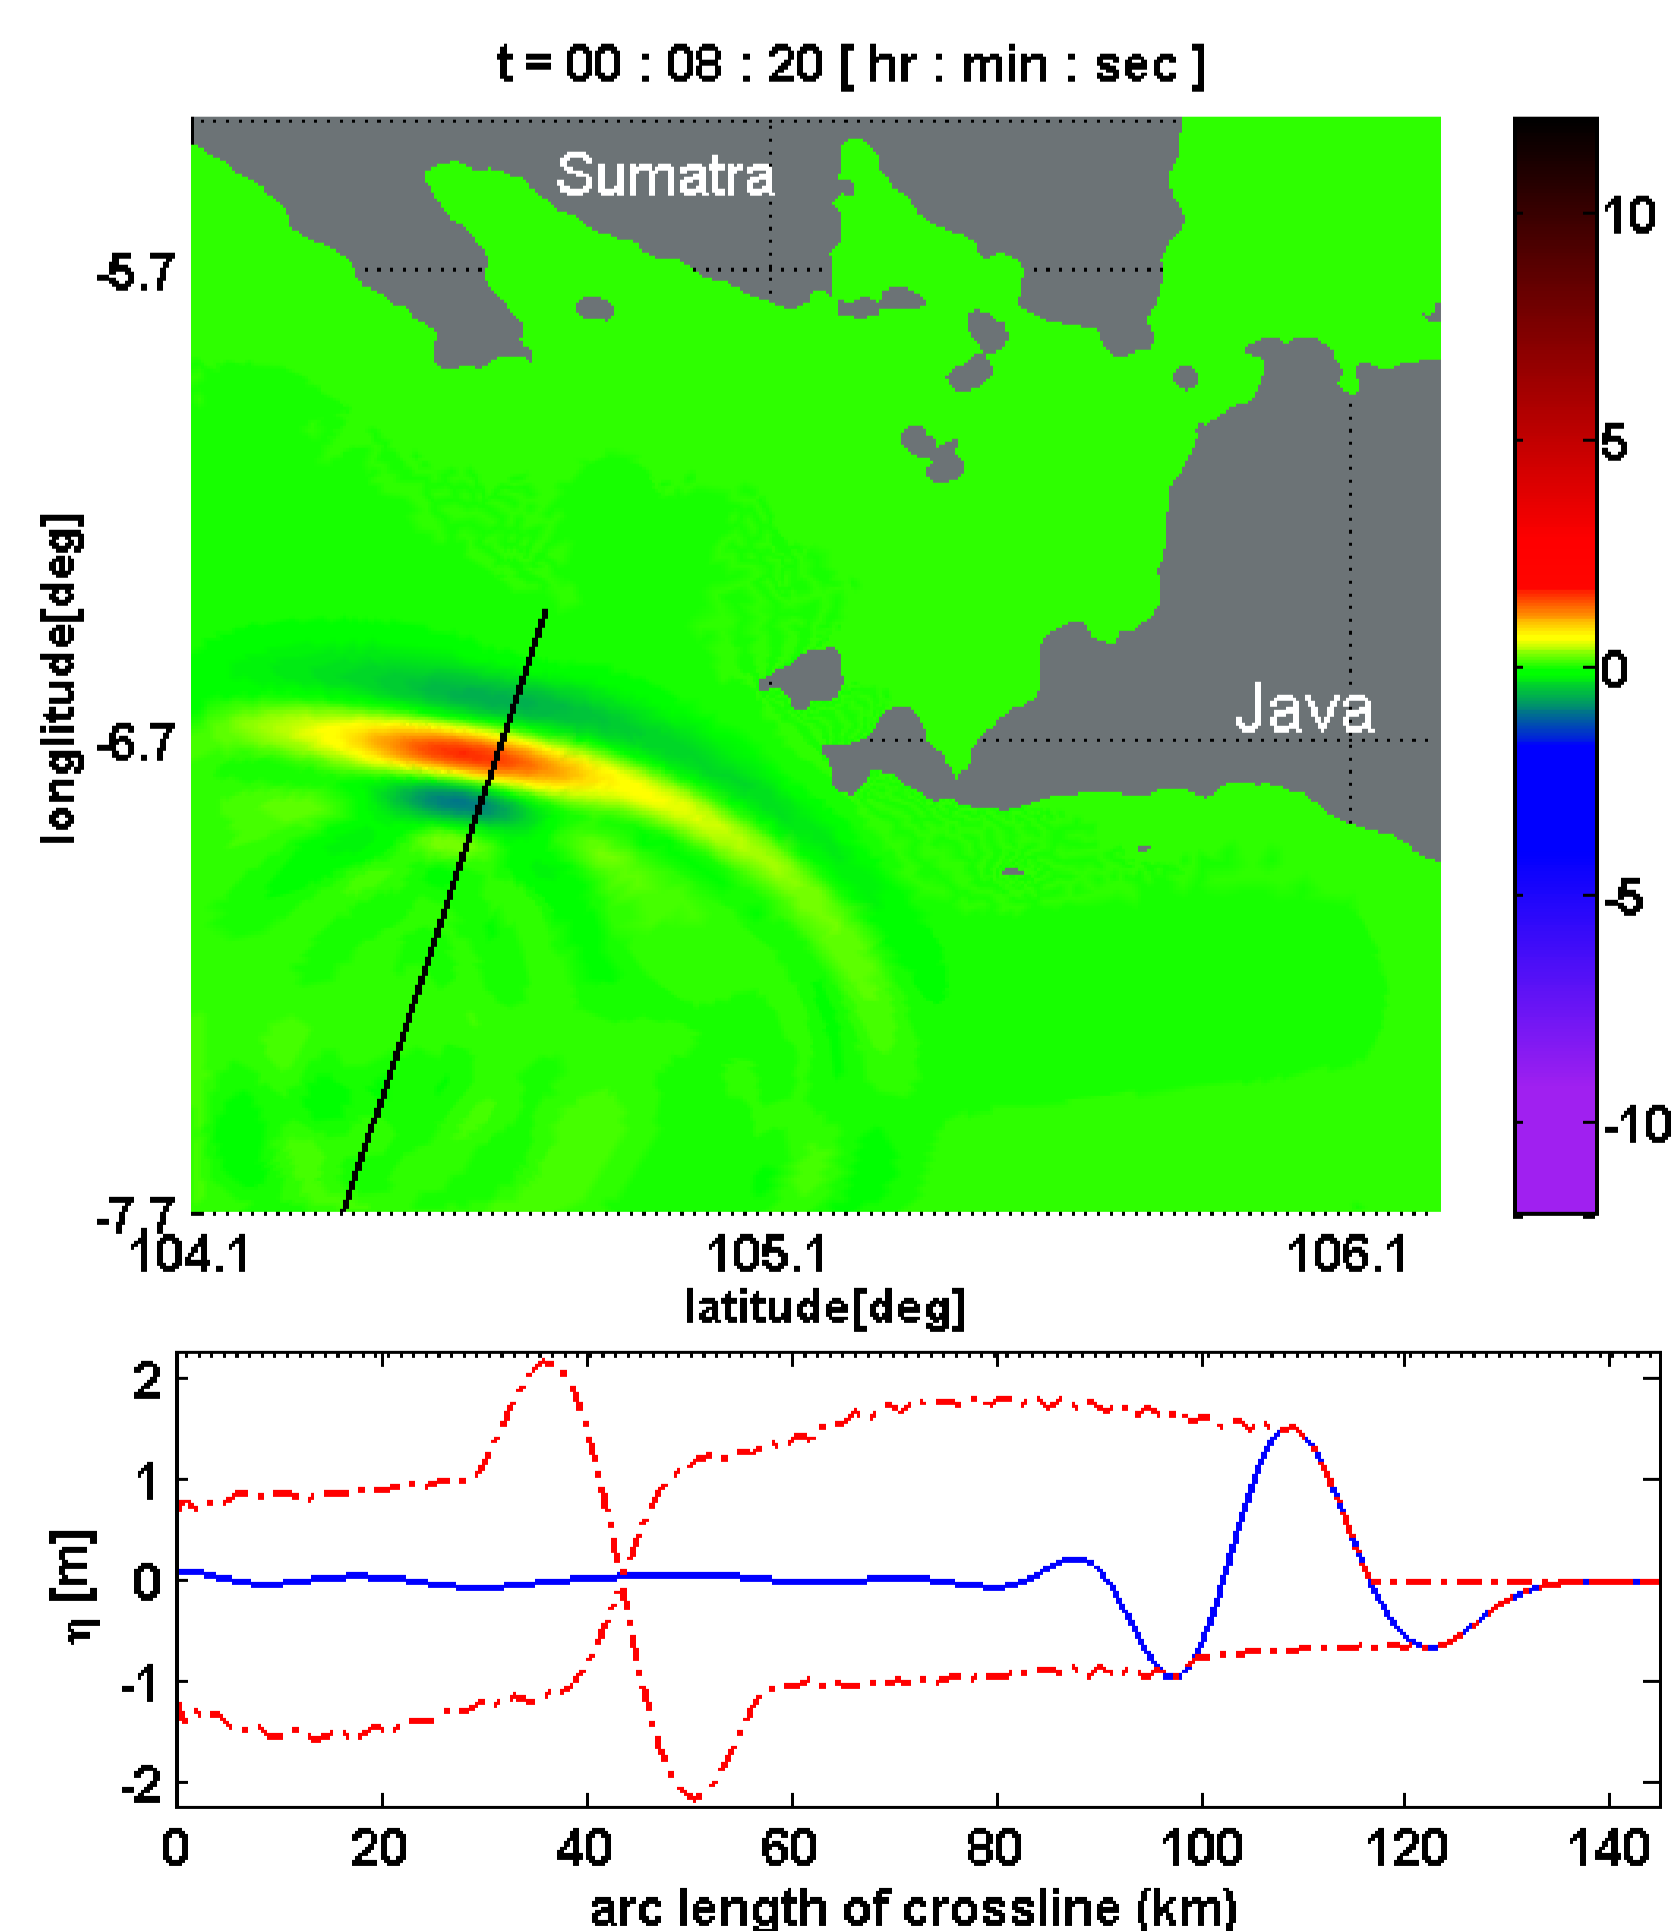 t = 00 : 08 : 20 [ hr : min : sec ]
Sumatra
Java
longlitude[deg]
-5.7
-6.7
-7.7
104.1 105.1 106.1
latitude[deg]
10
5
0
-5
-10
η [m]
2
1
0
-1
-2
0 20 40 60 80 100 120 140
arc length of crossline (km)